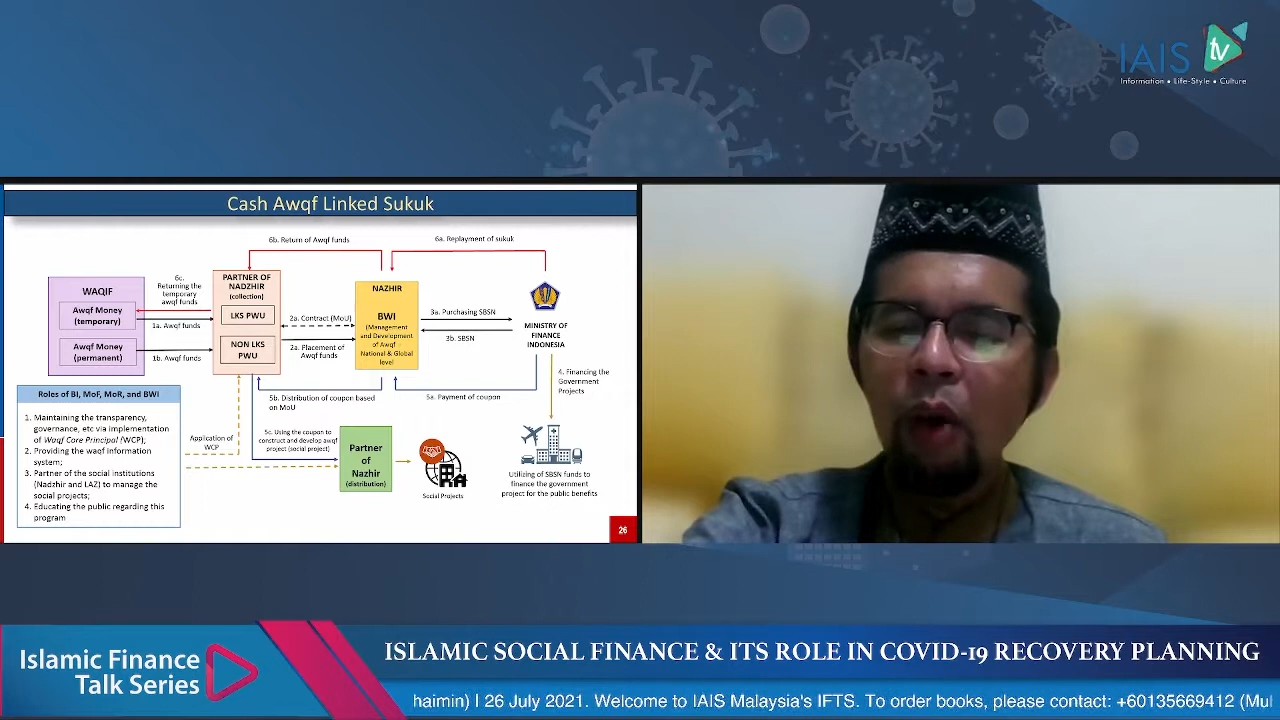 IAIS tv
Information • Life-Style • Culture
Cash Awqf Linked Sukuk
6b. Return of Awqf funds
6a. Replayment of sukuk
WAQIF
Awqf Money
(temporary)
Awqf Money
(permanent)
6c.
Returning the
temporary
awqf funds
1a. Awqf funds
1b. Awqf funds
PARTNER OF
NADZHIR
(collection)
LKS PWU
NON LKS
PWU
2a. Contract (MoU)
2a. Placement of
Awqf funds
NAZHIR
BWI
(Management
and Development
of Awqf –
National & Global
level
3a. Purchasing SBSN
3b. SBSN
MINISTRY OF
FINANCE
INDONESIA
4. Financing the
Government
Projects
5b. Distribution of coupon based
on MoU
5a. Payment of coupon
Roles of BI, MoF, MoR, and BWI
1. Maintaining the transparency,
governance, etc via implementation
of Waqf Core Principal (WCP);
2. Providing the waqf information
system;
3. Partner of the social institutions
(Nadzhir and LAZ) to manage the
social projects;
4. Educating the public regarding this
program
Application of
WCP
5c. Using the coupon to
construct and develop awqf
project (social project)
Partner
of
Nazhir
(distribution)
Social Projects
Utilizing of SBSN funds to
finance the government
project for the public benefits
26
Islamic Finance
Talk Series
ISLAMIC SOCIAL FINANCE & ITS ROLE IN COVID-19 RECOVERY PLANNING
haimin) I 26 July 2021. Welcome to IAIS Malaysia's IFTS. To order books, please contact: +60135669412 (Mul